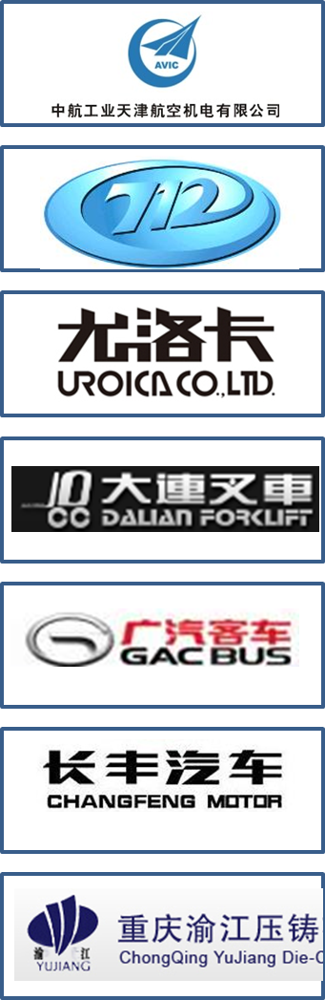 AVIC
中航工业天津航空机电有限公司
712
尤洛卡
UROICA CO.,LTD.
大連叉車
DALIAN FORKLIFT
广汽客车
GAC BUS
长丰汽车
CHANGFENG MOTOR
渝 江
YUJIANG
重庆渝江压铸
ChongQing YuJiang Die-C